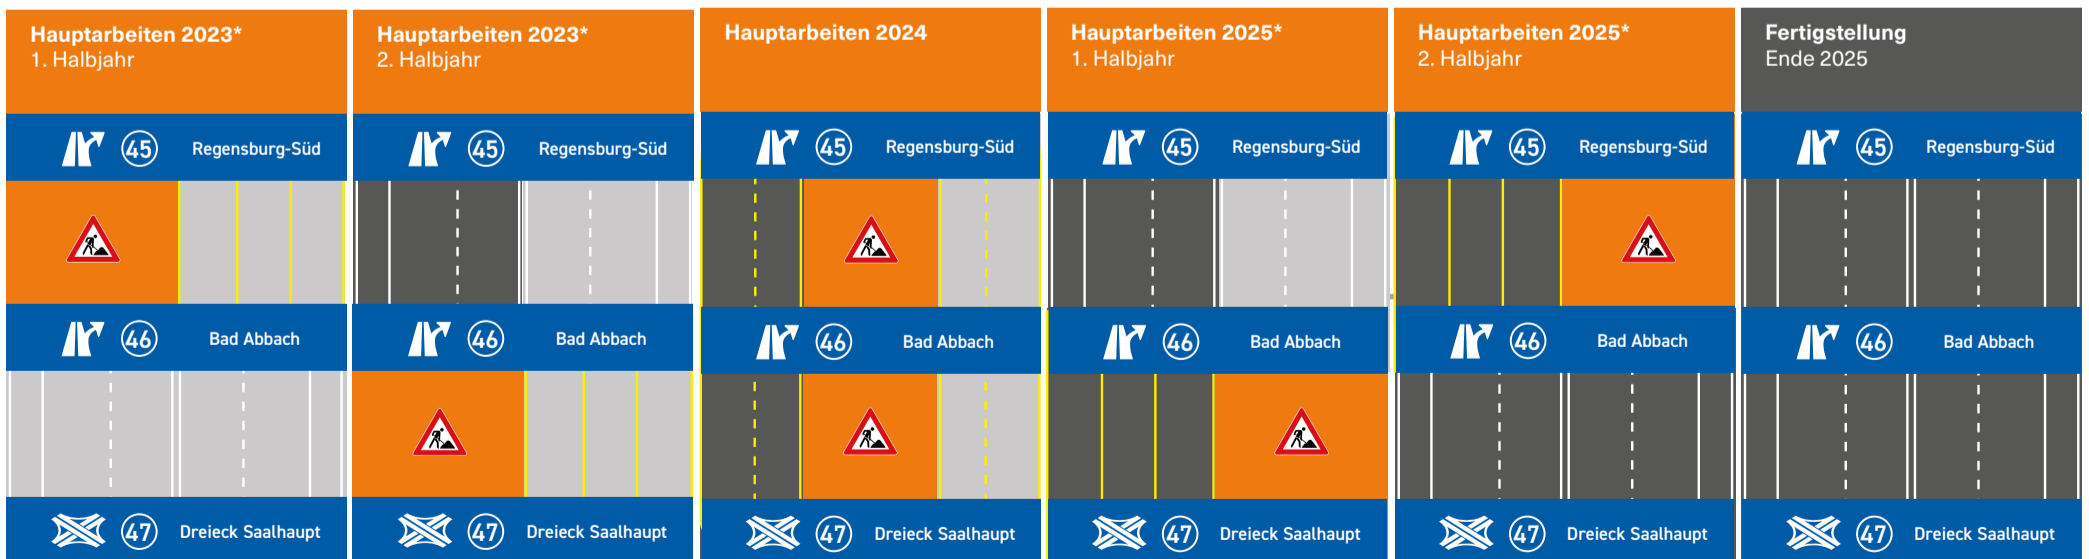 Hauptarbeiten 2023*
1. Halbjahr
45 Regensburg-Süd
46 Bad Abbach
47 Dreieck Saalhaupt
Hauptarbeiten 2023*
2. Halbjahr
45 Regensburg-Süd
46 Bad Abbach
47 Dreieck Saalhaupt
Hauptarbeiten 2024
45 Regensburg-Süd
46 Bad Abbach
47 Dreieck Saalhaupt
Hauptarbeiten 2025*
1. Halbjahr
45 Regensburg-Süd
46 Bad Abbach
47 Dreieck Saalhaupt
Hauptarbeiten 2025*
2. Halbjahr
45 Regensburg-Süd
46 Bad Abbach
47 Dreieck Saalhaupt
Fertigstellung
Ende 2025
45 Regensburg-Süd
46 Bad Abbach
47 Dreieck Saalhaupt